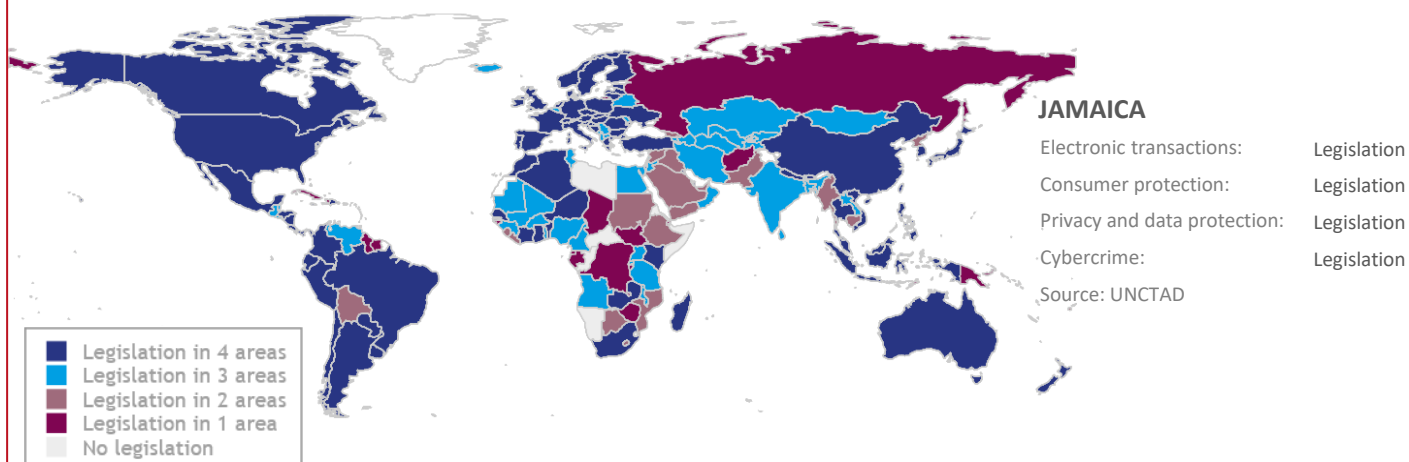 JAMAICA
Electronic transactions: Legislation
Consumer protection: Legislation
Privacy and data protection: Legislation
Cybercrime: Legislation
Source: UNCTAD
Legislation in 4 areas
Legislation in 3 areas
Legislation in 2 areas
Legislation in 1 area
No legislation